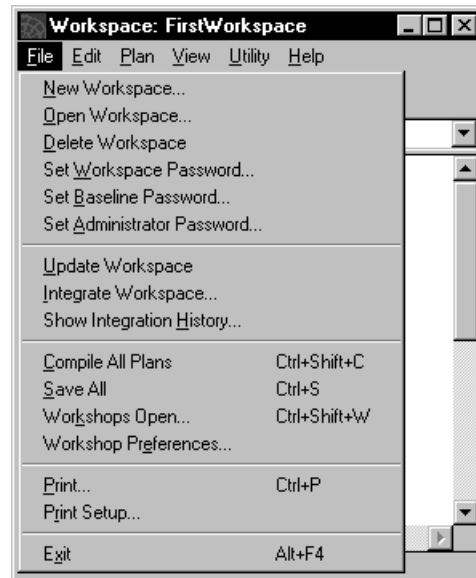 Workspace: FirstWorkspace
File Edit Plan View Utility Help
New Workspace...
Open Workspace...
Delete Workspace
Set Workspace Password...
Set Baseline Password...
Set Administrator Password...
Update Workspace
Integrate Workspace...
Show Integration History...
Compile All Plans Ctrl+Shift+C
Save All Ctrl+S
Workshops Open... Ctrl+Shift+W
Workshop Preferences...
Print... Ctrl+P
Print Setup...
Exit Alt+F4